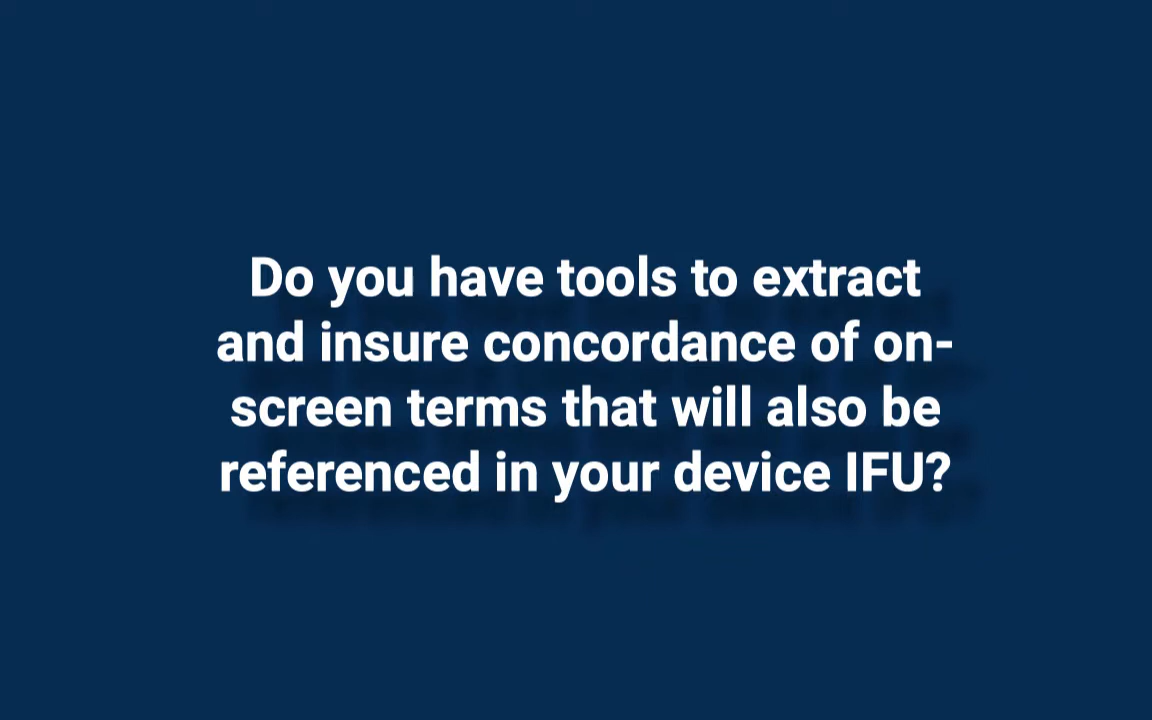 Do you have tools to extract
and insure concordance of on-
screen terms that will also be
referenced in your device IFU?